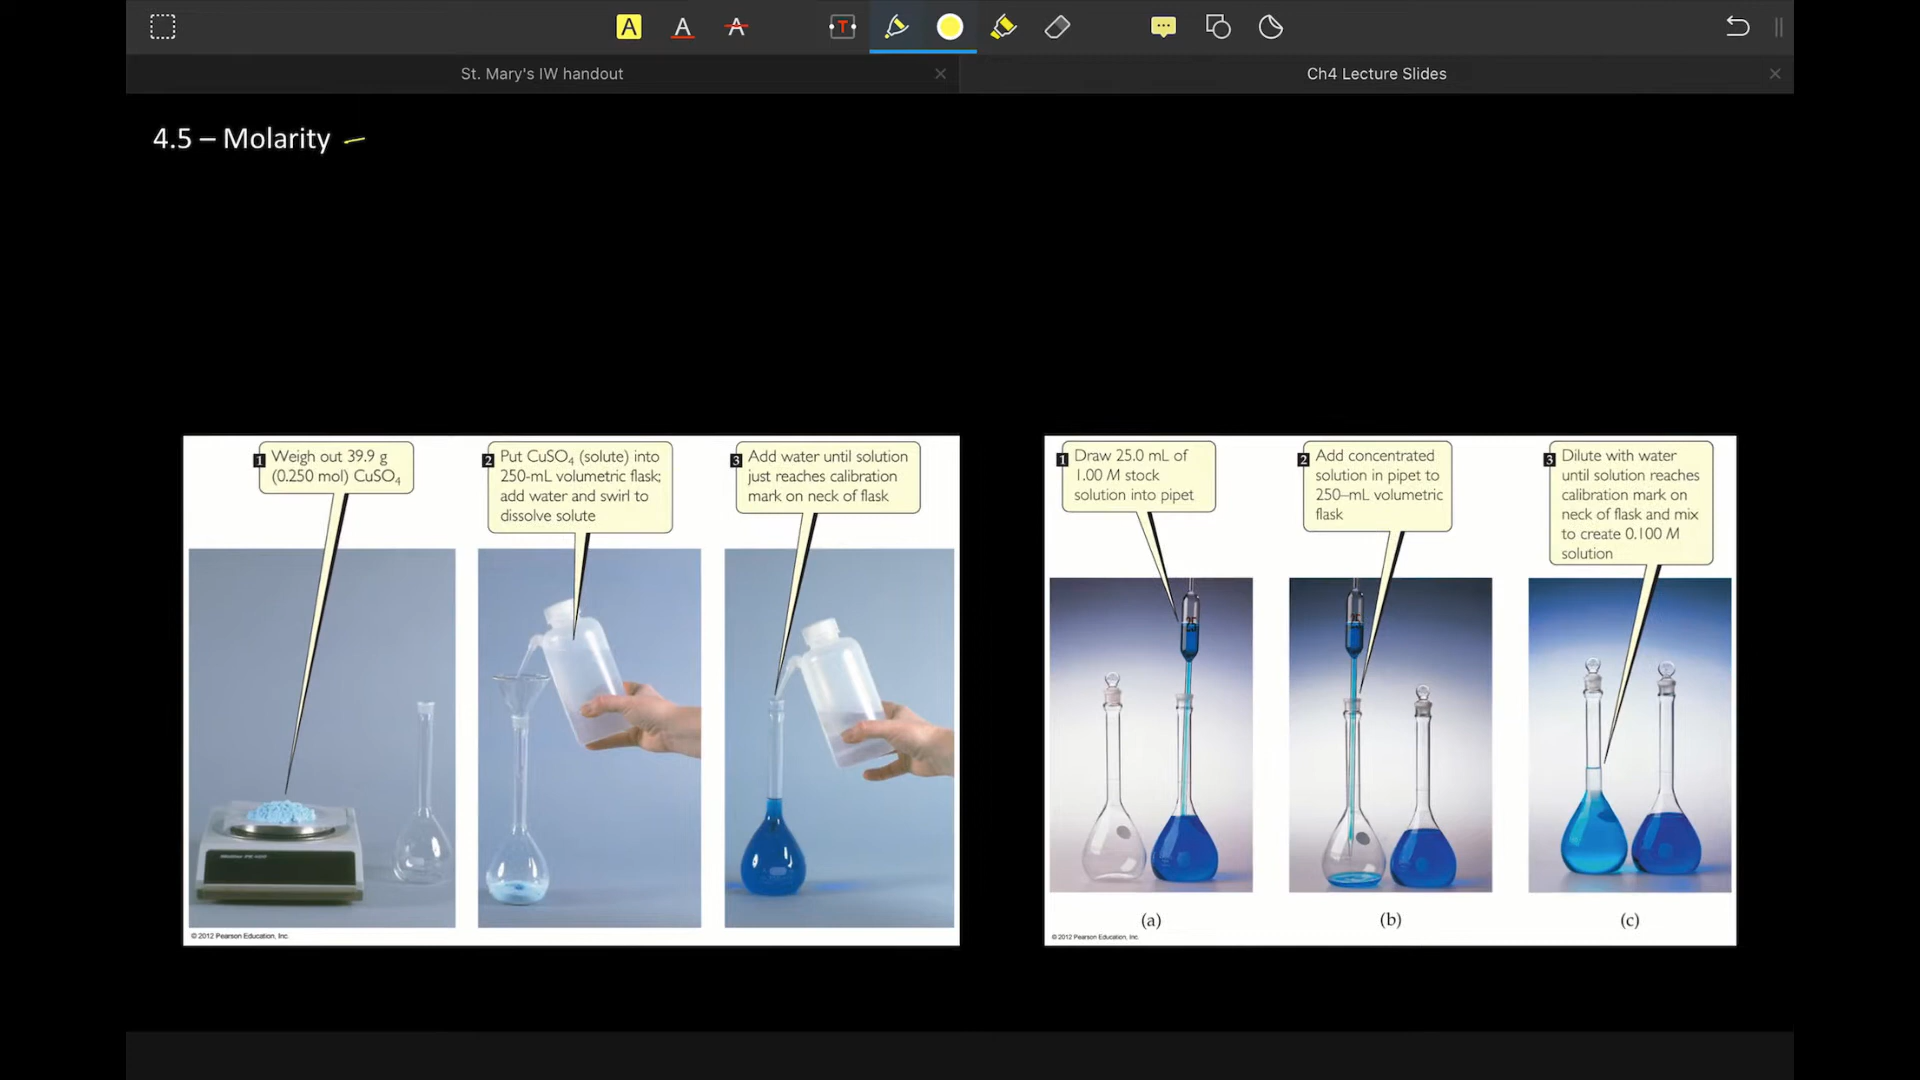 A A A T
St. Mary's IW handout
Ch4 Lecture Slides
4.5 – Molarity –
1 Weigh out 39.9 g
(0.250 mol) CuSO₄
2 Put CuSO₄ (solute) into
250-mL volumetric flask;
add water and swirl to
dissolve solute
3 Add water until solution
just reaches calibration
mark on neck of flask
© 2012 Pearson Education, Inc.
1 Draw 25.0 mL of
1.00 M stock
solution into pipet
2 Add concentrated
solution in pipet to
250–mL volumetric
flask
3 Dilute with water
until solution reaches
calibration mark on
neck of flask and mix
to create 0.100 M
solution
(a)
(b)
(c)
© 2012 Pearson Education, Inc.